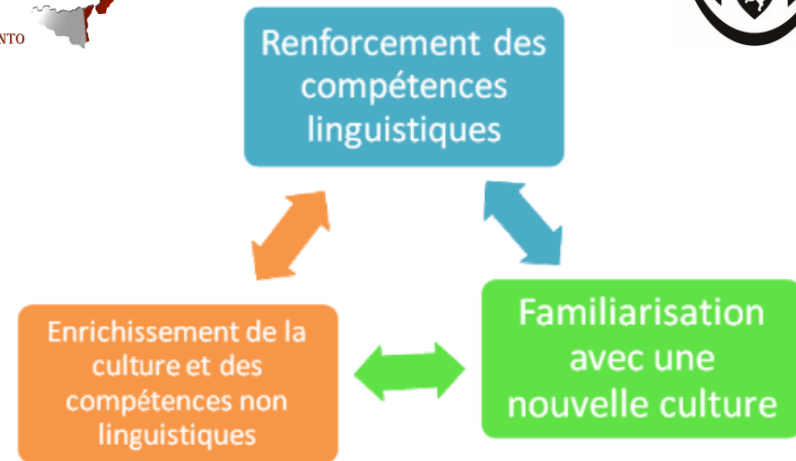 NTO
Renforcement des
compétences
linguistiques
Enrichissement de la
culture et des
compétences non
linguistiques
Familiarisation
avec une
nouvelle culture